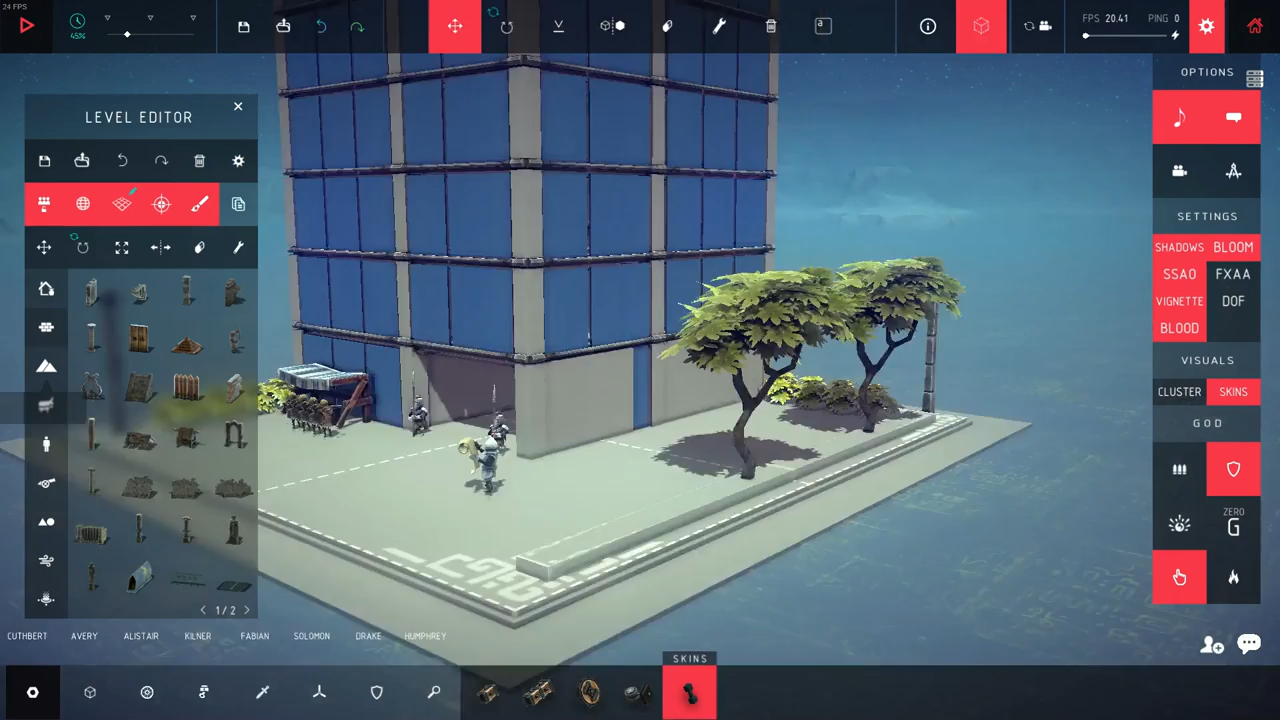 24 FPS
45%
a
FPS 20.41 PING 0
OPTIONS
LEVEL EDITOR
SETTINGS
SHADOWS BLOOM
SSAO FXAA
VIGNETTE DOF
BLOOD
VISUALS
CLUSTER SKINS
GOD
ZERO
G
1/2
CUTHBERT AVERY ALISTAIR KILNER FABIAN SOLOMON DRAKE HUMPHREY
SKINS